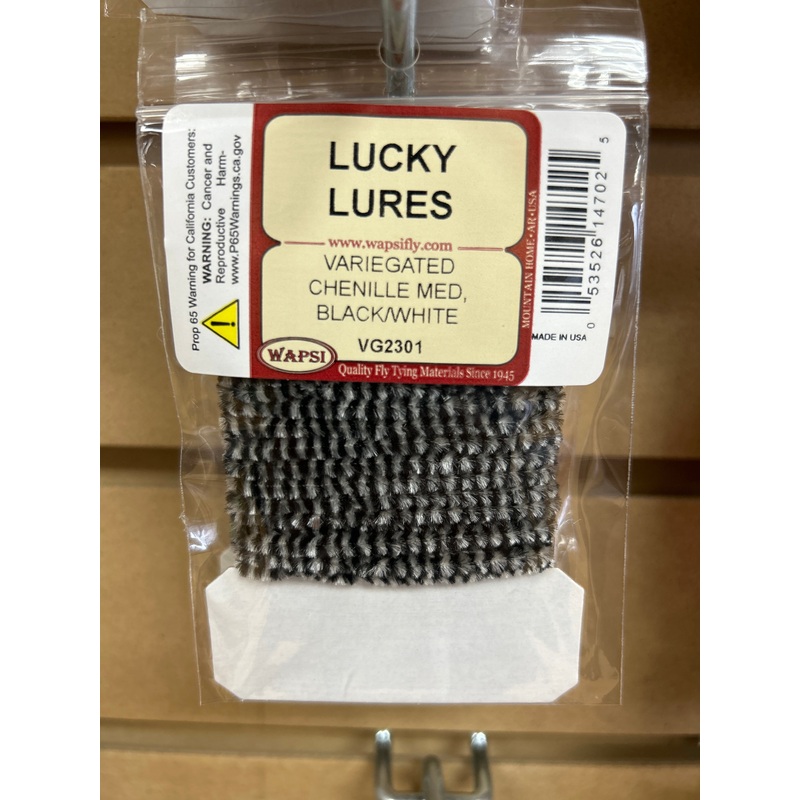 Prop 65 Warning for California Customers:
WARNING: Cancer and
Reproductive Harm-
www.P65Warnings.ca.gov
LUCKY
LURES
www.wapsifly.com
VARIEGATED
CHENILLE MED,
BLACK/WHITE
VG2301
WAPSI
Quality Fly Tying Materials Since 1945
MOUNTAIN HOME • AR • USA
0 53526 14702 5
MADE IN USA